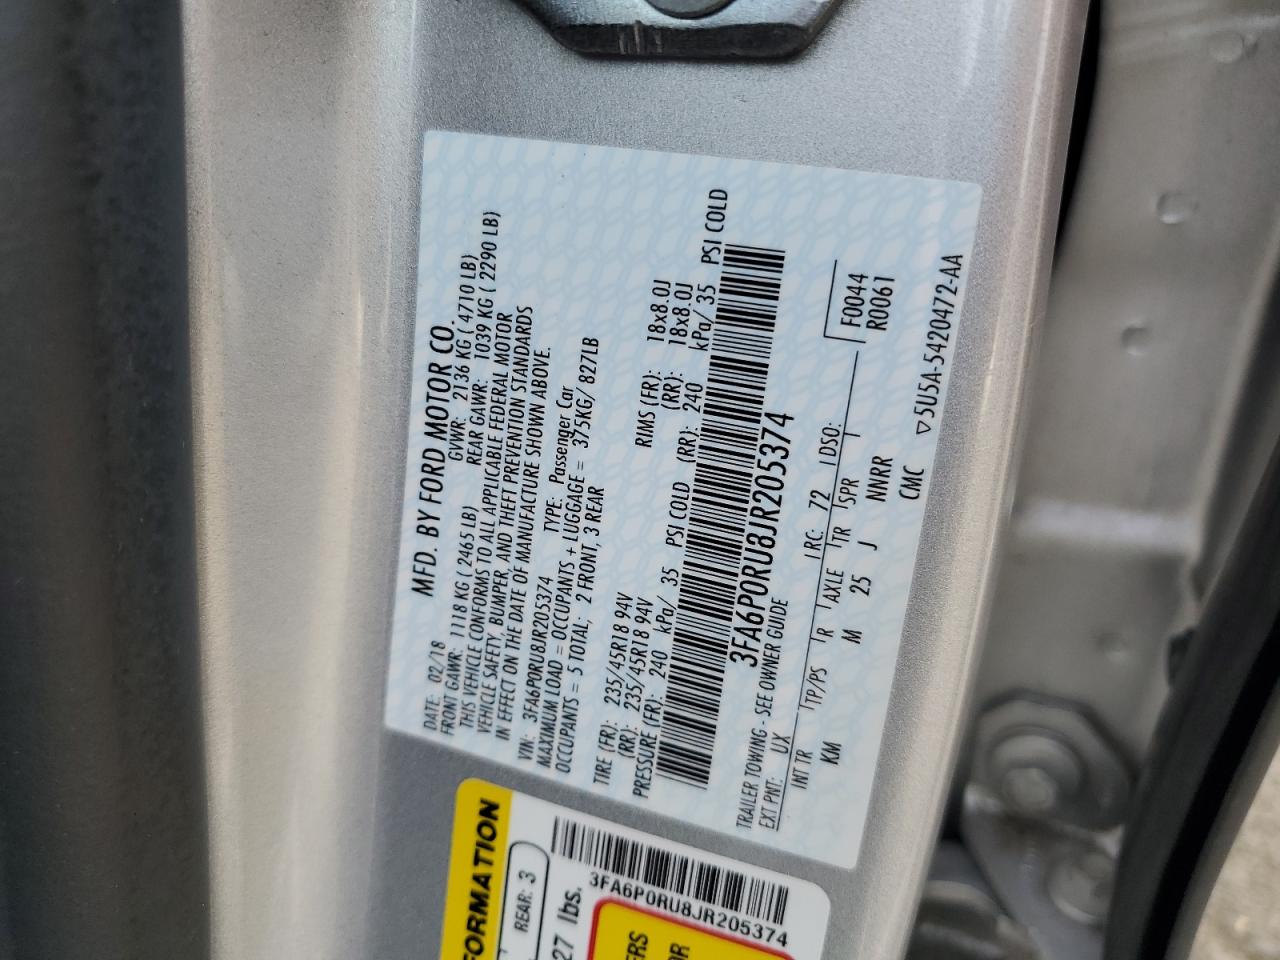 MFD. BY FORD MOTOR CO.
DATE: 02/18 GVWR: 2136 KG ( 4710 LB)
FRONT GAWR: 1118 KG ( 2465 LB) REAR GAWR: 1039 KG ( 2290 LB)
THIS VEHICLE CONFORMS TO ALL APPLICABLE FEDERAL MOTOR
VEHICLE SAFETY, BUMPER, AND THEFT PREVENTION STANDARDS
IN EFFECT ON THE DATE OF MANUFACTURE SHOWN ABOVE.
VIN: 3FA6P0RU8JR205374 TYPE: Passenger Car
MAXIMUM LOAD = OCCUPANTS + LUGGAGE = 375KG/ 827LB
OCCUPANTS = 5 TOTAL; 2 FRONT, 3 REAR
TIRE (FR): 235/45R18 94V RIMS (FR): 18x8.0J
(RR): 235/45R18 94V (RR): 18x8.0J
PRESSURE (FR): 240 kPa/ 35 PSI COLD (RR): 240 kPa/ 35 PSI COLD
3FA6P0RU8JR205374
TRAILER TOWING - SEE OWNER GUIDE
EXT PNT: UX RC: 72 DSO: F0044
INT TR TP/PS R AXLE TR SPR R0061
KM M 25 J NNRR
CMC
▽5U5A-5420472-AA
FORMATION
REAR: 3
27 lbs.
3FA6P0RU8JR205374
ERS
OR